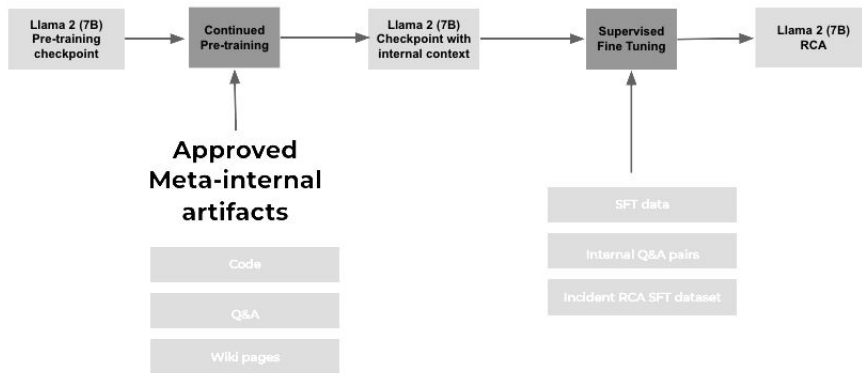 Llama 2 (7B)
Pre-training
checkpoint
Continued
Pre-training
Llama 2 (7B)
Checkpoint with
internal context
Supervised
Fine Tuning
Llama 2 (7B)
RCA
Approved
Meta-internal
artifacts
Code
Q&A
Wiki pages
SFT data
Internal Q&A pairs
Incident RCA SFT dataset